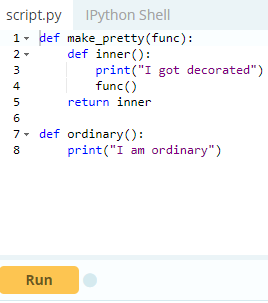 script.py IPython Shell
1 def make_pretty(func):
2     def inner():
3         print("I got decorated")
4         func()
5     return inner
6
7 def ordinary():
8     print("I am ordinary")
Run